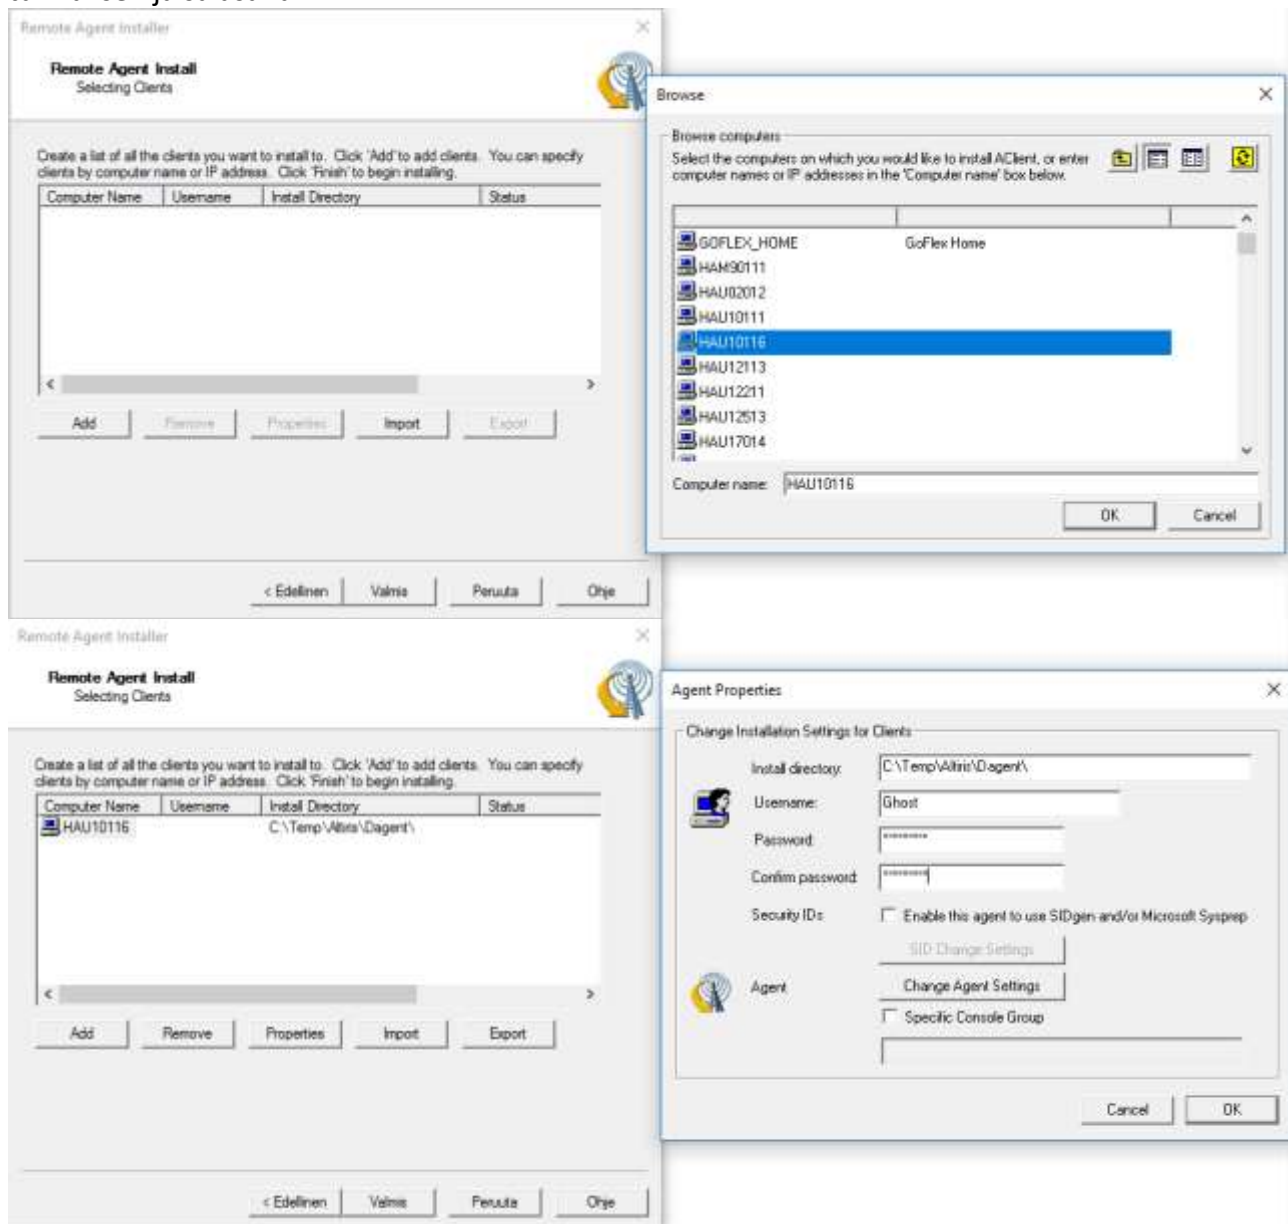 Remote Agent Installer
Remote Agent Install
Selecting Clients
Create a list of all the clients you want to install to. Click 'Add' to add clients. You can specify
clients by computer name or IP address. Click 'Finish' to begin installing.
Computer Name Username Install Directory Status
Add Remove Properties Import Export
< Edellinen Valmis Peruuta Ohje
Browse
Browse computers
Select the computers on which you would like to install AClient, or enter
computer names or IP addresses in the 'Computer name' box below.
GOFLEX_HOME GoFlex Home
HAM90111
HAU02012
HAU10111
HAU10116
HAU12113
HAU12211
HAU12513
HAU17014
Computer name: HAU10116
OK Cancel
Remote Agent Installer
Remote Agent Install
Selecting Clients
Create a list of all the clients you want to install to. Click 'Add' to add clients. You can specify
clients by computer name or IP address. Click 'Finish' to begin installing.
Computer Name Username Install Directory Status
HAU10116 C:\Temp\Altiris\Dagent\
Add Remove Properties Import Export
< Edellinen Valmis Peruuta Ohje
Agent Properties
Change Installation Settings for Clients
Install directory: C:\Temp\Altiris\Dagent\
Username: Ghost
Password:
Confirm password:
Security IDs Enable this agent to use SIDgen and/or Microsoft Sysprep
SID Change Settings
Agent Change Agent Settings
Specific Console Group
Cancel OK